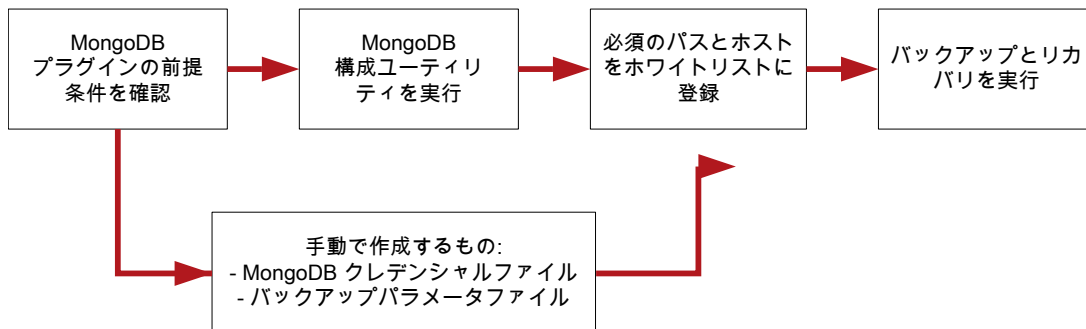 MongoDB
プラグインの前提
条件を確認
MongoDB
構成ユーティリ
ティを実行
必須のパスとホスト
をホワイトリストに
登録
バックアップとリカ
バリを実行
手動で作成するもの:
- MongoDB クレデンシャルファイル
- バックアップパラメータファイル